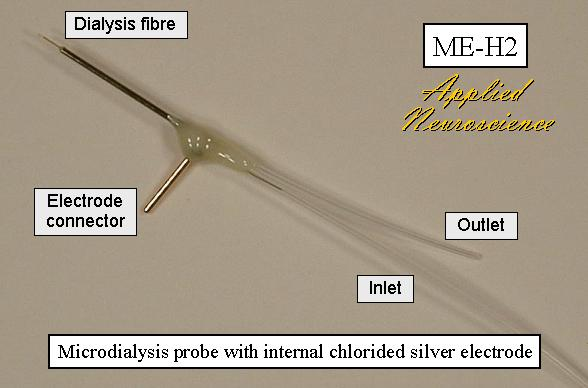 Dialysis fibre
ME-H2
Applied
Neuroscience
Electrode
connector
Outlet
Inlet
Microdialysis probe with internal chlorided silver electrode